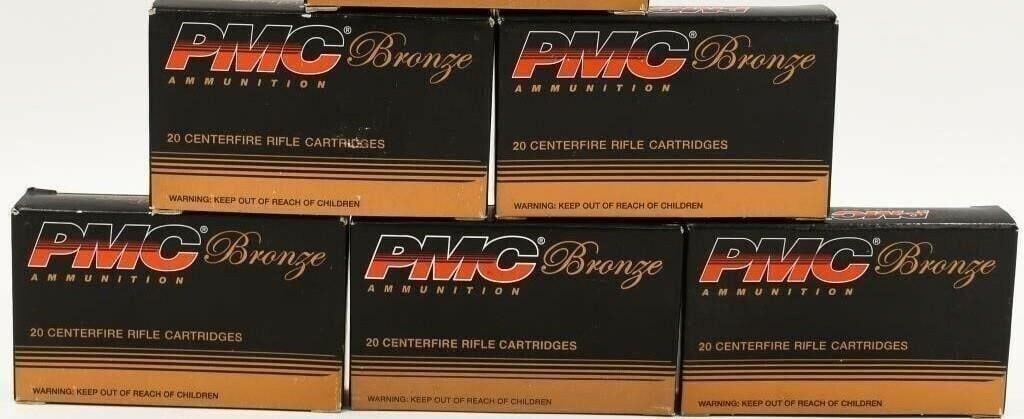 PMC® Bronze
AMMUNITION
20 CENTERFIRE RIFLE CARTRIDGES
WARNING: KEEP OUT OF REACH OF CHILDREN
PMC
PMC® Bronze
AMMUNITION
20 CENTERFIRE RIFLE CARTRIDGES
WARNING: KEEP OUT OF REACH OF CHILDREN
PMC® Bronze
AMMUNITION
20 CENTERFIRE RIFLE CARTRIDGES
WARNING: KEEP OUT OF REACH OF CHILDREN
PMC® Bronze
AMMUNITION
20 CENTERFIRE RIFLE CARTRIDGES
WARNING: KEEP OUT OF REACH OF CHILDREN
PMC
PMC® Bronze
AMMUNITION
20 CENTERFIRE RIFLE CARTRIDGES
WARNING: KEEP OUT OF REACH OF CHILDREN